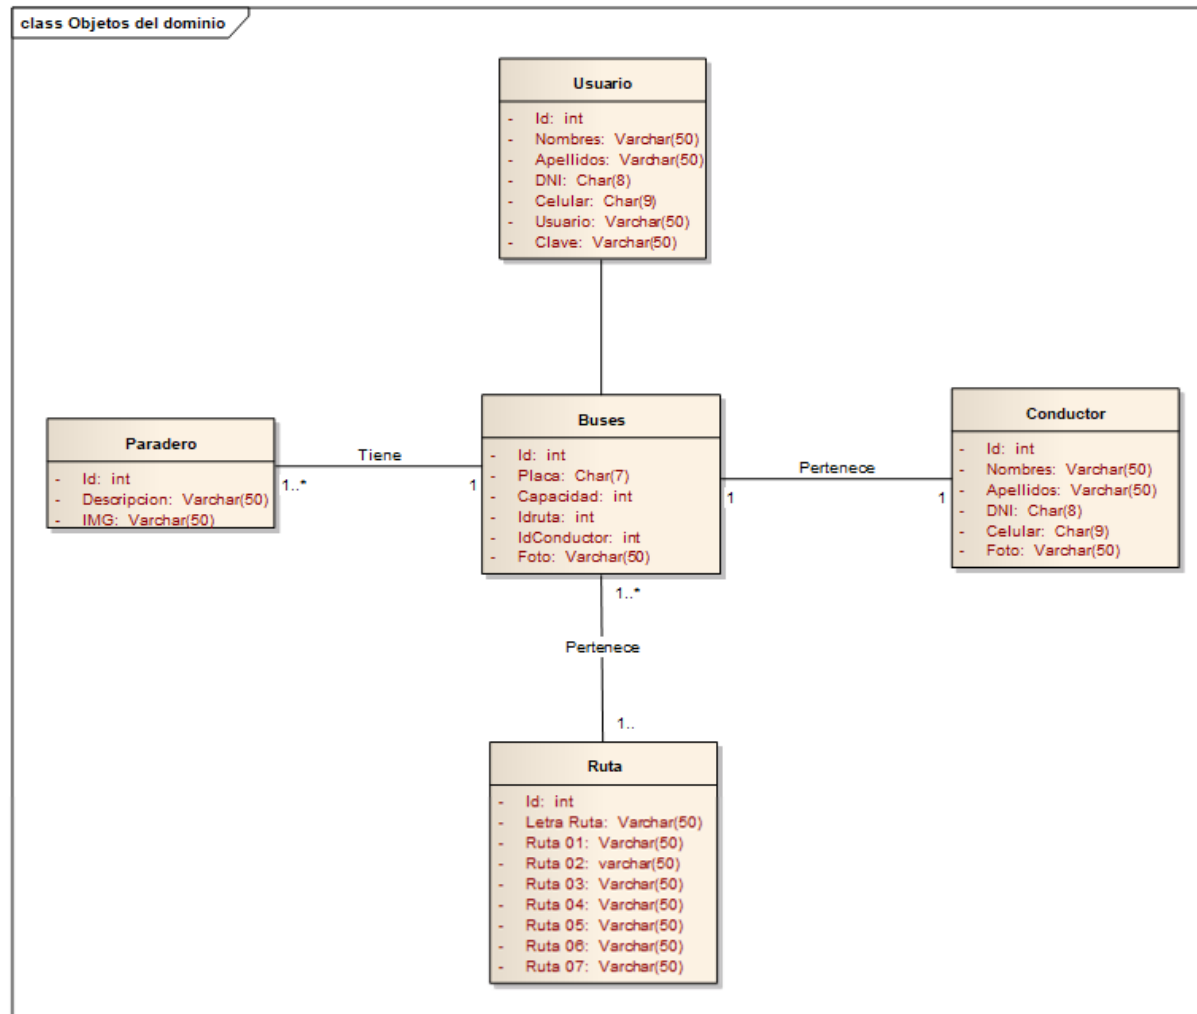 class Objetos del dominio
Usuario
- Id: int
- Nombres: Varchar(50)
- Apellidos: Varchar(50)
- DNI: Char(8)
- Celular: Char(9)
- Usuario: Varchar(50)
- Clave: Varchar(50)
Paradero
- Id: int
- Descripcion: Varchar(50)
- IMG: Varchar(50)
Tiene
1..*
1
Buses
- Id: int
- Placa: Char(7)
- Capacidad: int
- Idruta: int
- IdConductor: int
- Foto: Varchar(50)
Pertenece
1
1
Conductor
- Id: int
- Nombres: Varchar(50)
- Apellidos: Varchar(50)
- DNI: Char(8)
- Celular: Char(9)
- Foto: Varchar(50)
1..*
Pertenece
1..
Ruta
- Id: int
- Letra Ruta: Varchar(50)
- Ruta 01: Varchar(50)
- Ruta 02: varchar(50)
- Ruta 03: Varchar(50)
- Ruta 04: Varchar(50)
- Ruta 05: Varchar(50)
- Ruta 06: Varchar(50)
- Ruta 07: Varchar(50)